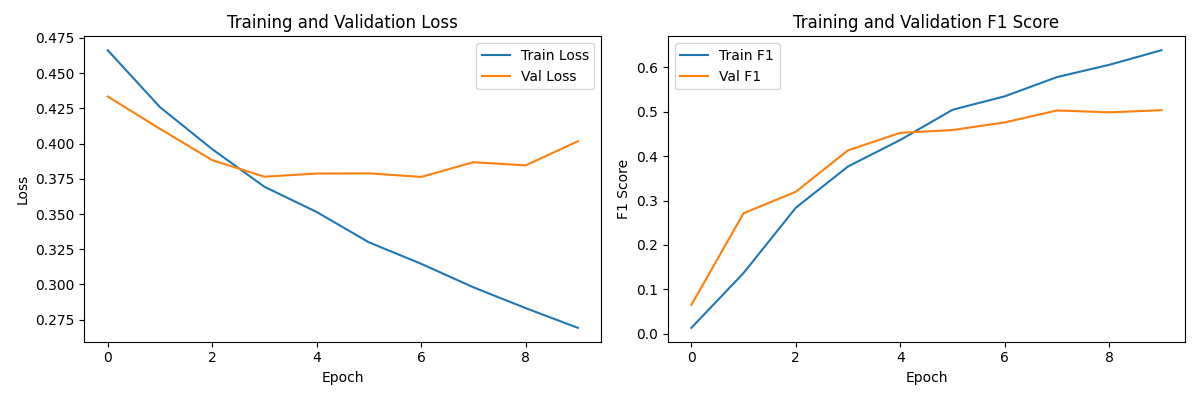 Training and Validation Loss
0.475
0.450
0.425
0.400
0.375
0.350
0.325
0.300
0.275
Loss
Train Loss
Val Loss
0 2 4 6 8
Epoch
Training and Validation F1 Score
0.6
0.5
0.4
0.3
0.2
0.1
0.0
F1 Score
Train F1
Val F1
0 2 4 6 8
Epoch